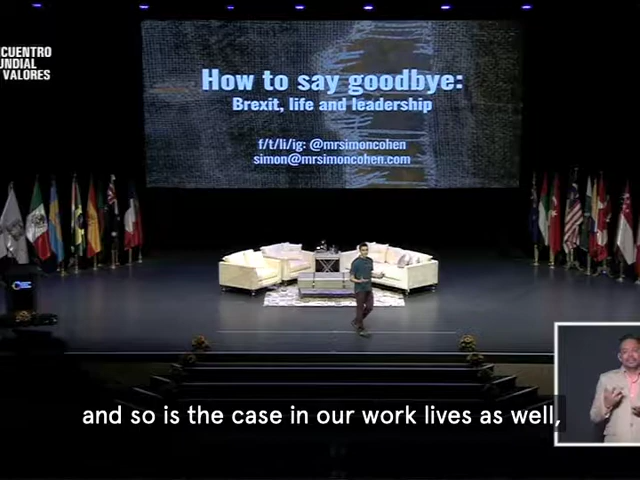 CUENTRO
UNDIAL
VALORES
How to say goodbye:
Brexit, life and leadership
f/t/li/ig: @mrsimoncohen
simon@mrsimoncohen.com
and so is the case in our work lives as well,